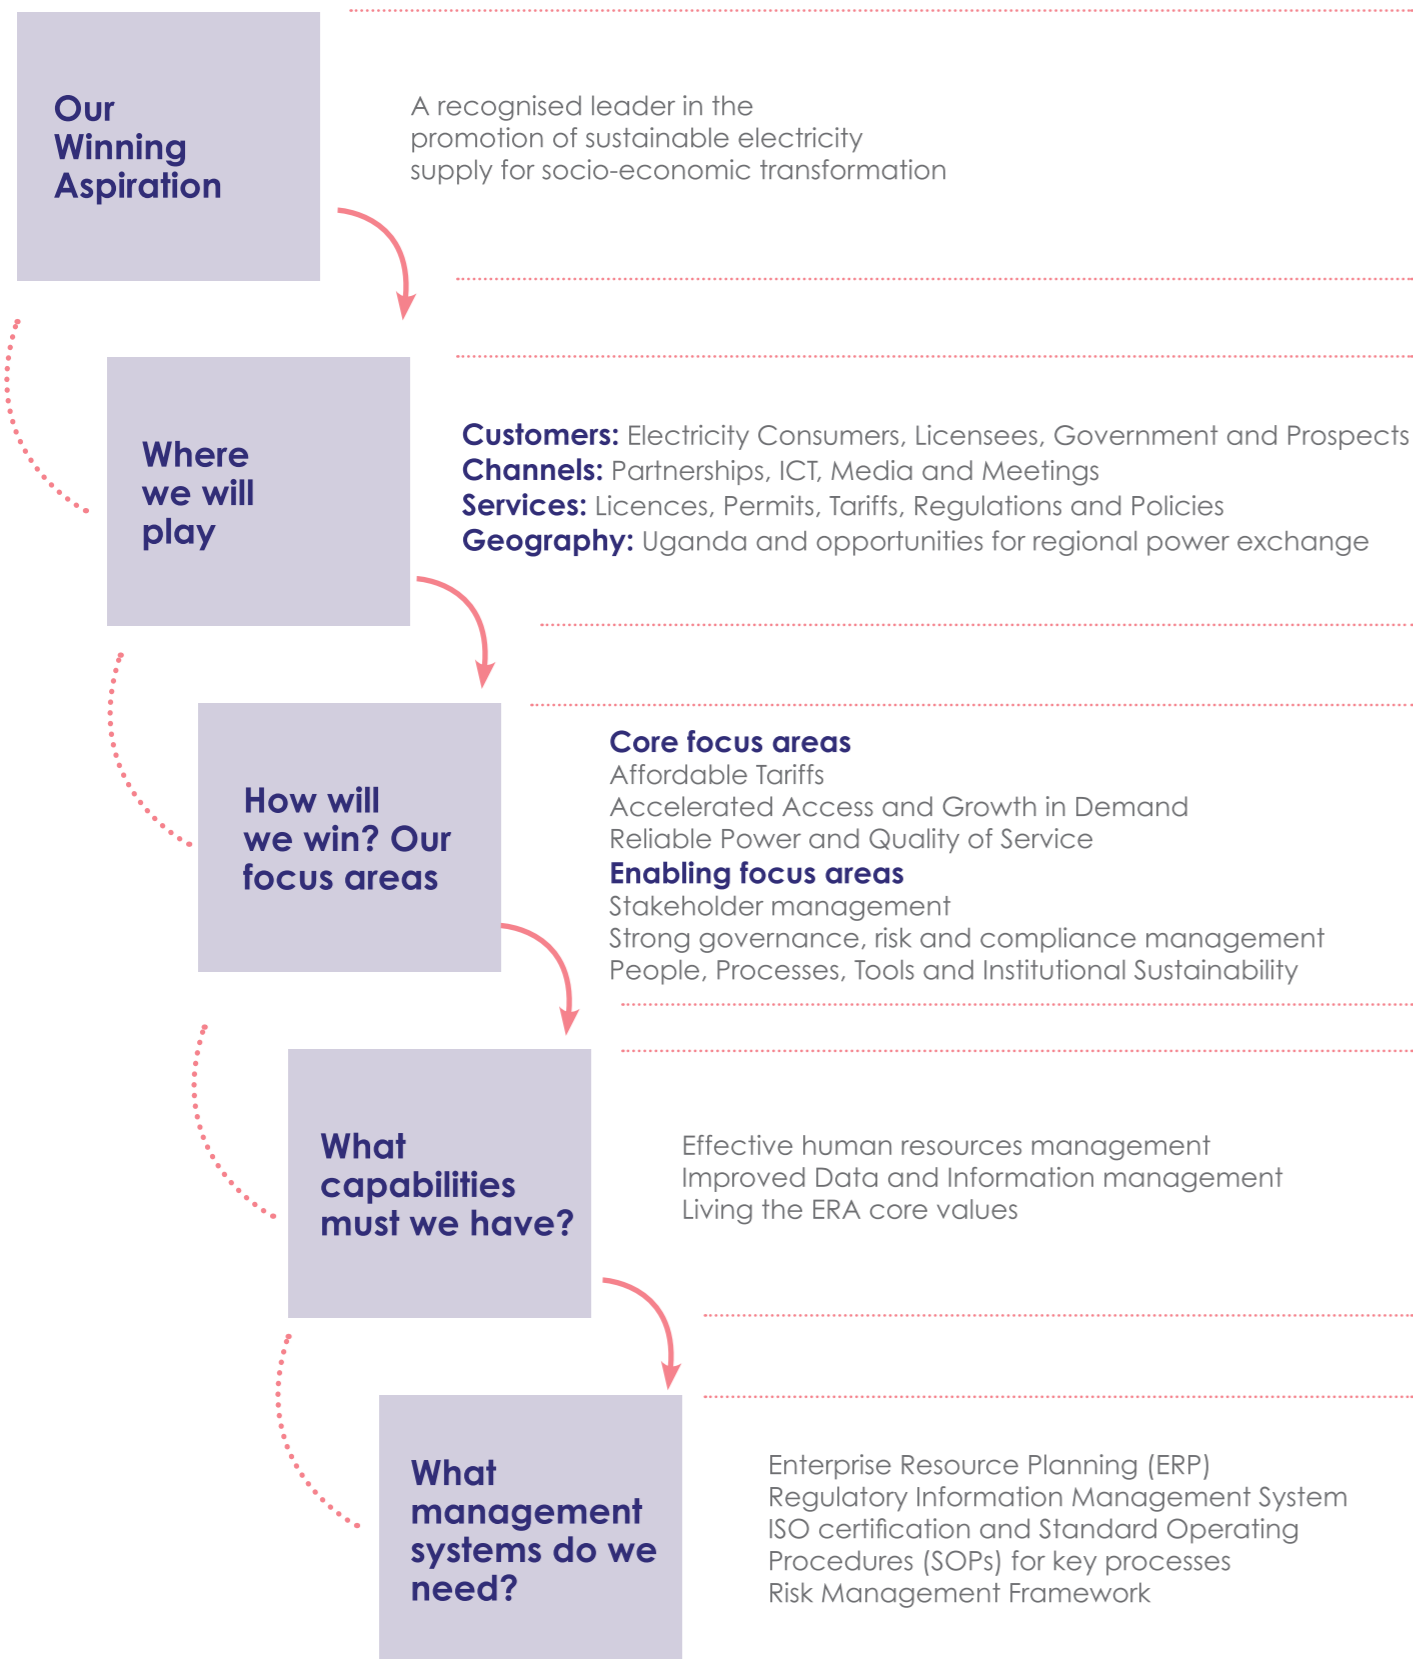 Our
Winning
Aspiration
A recognised leader in the
promotion of sustainable electricity
supply for socio-economic transformation
Where
we will
play
Customers: Electricity Consumers, Licensees, Government and Prospects
Channels: Partnerships, ICT, Media and Meetings
Services: Licences, Permits, Tariffs, Regulations and Policies
Geography: Uganda and opportunities for regional power exchange
How will
we win? Our
focus areas
Core focus areas
Affordable Tariffs
Accelerated Access and Growth in Demand
Reliable Power and Quality of Service
Enabling focus areas
Stakeholder management
Strong governance, risk and compliance management
People, Processes, Tools and Institutional Sustainability
What
capabilities
must we have?
Effective human resources management
Improved Data and Information management
Living the ERA core values
What
management
systems do we
need?
Enterprise Resource Planning (ERP)
Regulatory Information Management System
ISO certification and Standard Operating
Procedures (SOPs) for key processes
Risk Management Framework